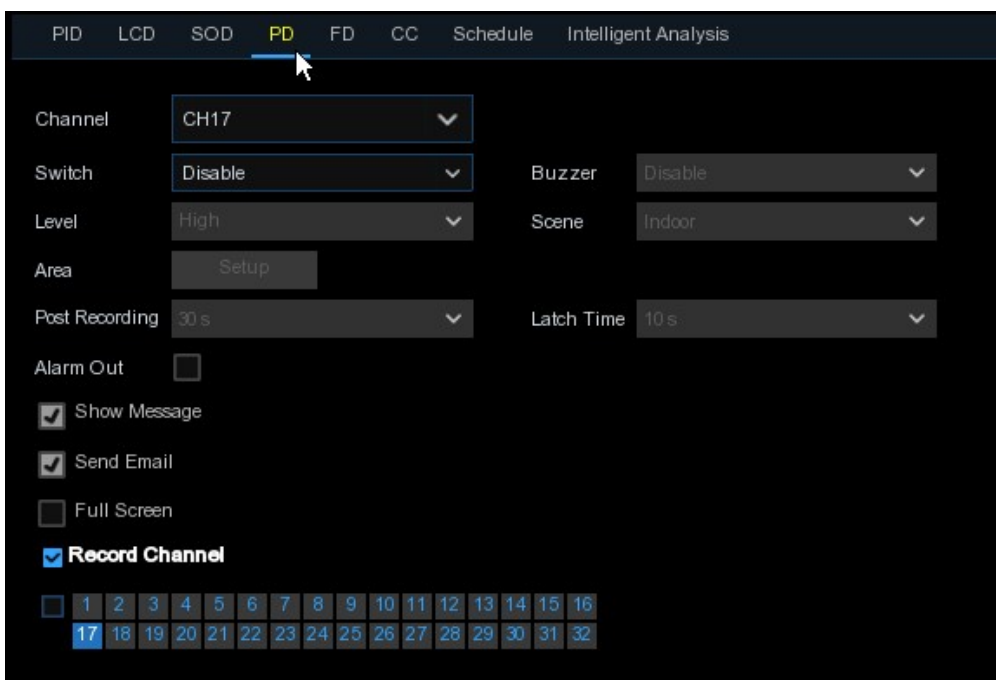 PID LCD SOD PD FD CC Schedule Intelligent Analysis
Channel CH17
Switch Disable Buzzer Disable
Level High Scene Indoor
Area Setup
Post Recording 30 s Latch Time 10 s
Alarm Out
Show Message
Send Email
Full Screen
Record Channel
1 2 3 4 5 6 7 8 9 10 11 12 13 14 15 16
17 18 19 20 21 22 23 24 25 26 27 28 29 30 31 32